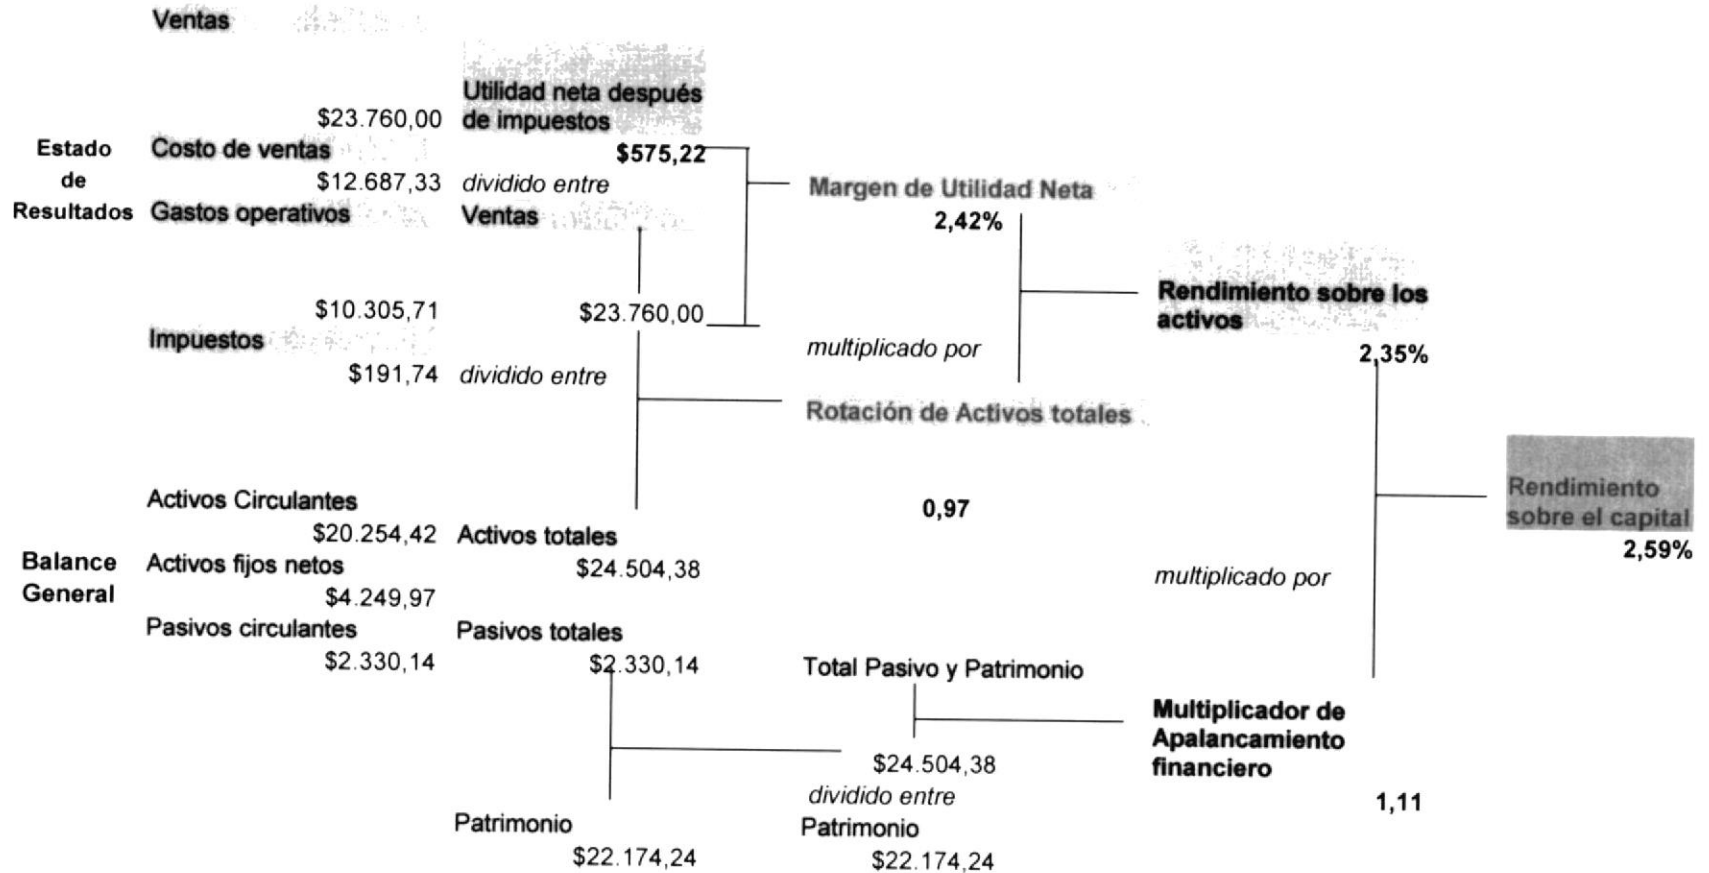 Ventas
$23.760,00
Utilidad neta después
de impuestos
$575,22
Estado
de
Resultados
Costo de ventas
$12.687,33
dividido entre
Gastos operativos
Ventas
Margen de Utilidad Neta
2,42%
$10.305,71
$23.760,00
Rendimiento sobre los
activos
2,35%
Impuestos
$191,74
dividido entre
multiplicado por
Rotación de Activos totales
0,97
Rendimiento
sobre el capital
2,59%
Activos Circulantes
$20.254,42
Activos totales
$24.504,38
Balance
General
Activos fijos netos
$4.249,97
multiplicado por
Pasivos circulantes
$2.330,14
Pasivos totales
$2.330,14
Total Pasivo y Patrimonio
$24.504,38
Multiplicador de
Apalancamiento
financiero
1,11
dividido entre
Patrimonio
$22.174,24
Patrimonio
$22.174,24